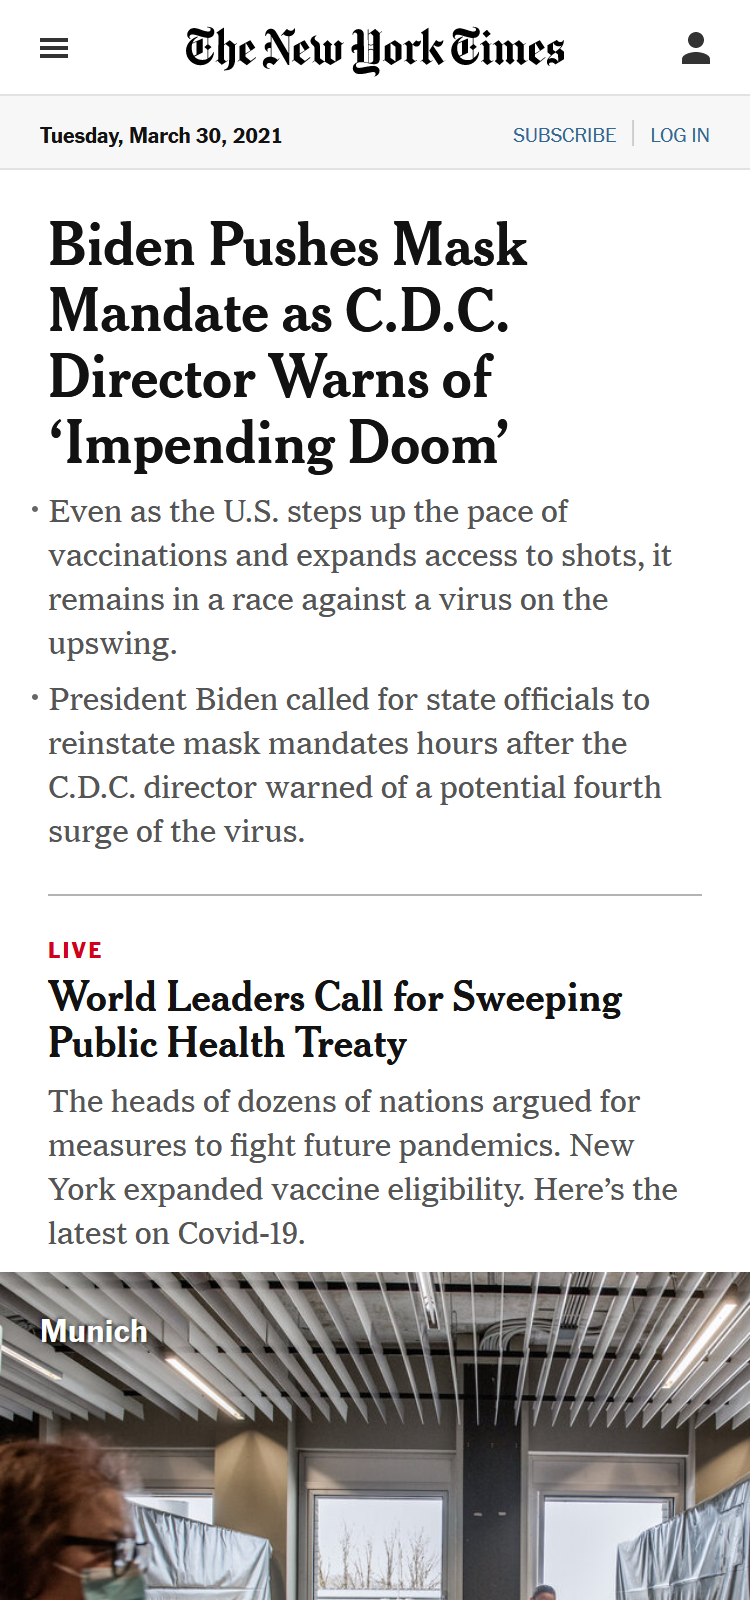 The New York Times
Tuesday, March 30, 2021
SUBSCRIBE
LOG IN
Biden Pushes Mask
Mandate as C.D.C.
Director Warns of
‘Impending Doom’
• Even as the U.S. steps up the pace of
vaccinations and expands access to shots, it
remains in a race against a virus on the
upswing.
• President Biden called for state officials to
reinstate mask mandates hours after the
C.D.C. director warned of a potential fourth
surge of the virus.
LIVE
World Leaders Call for Sweeping
Public Health Treaty
The heads of dozens of nations argued for
measures to fight future pandemics. New
York expanded vaccine eligibility. Here’s the
latest on Covid-19.
Munich